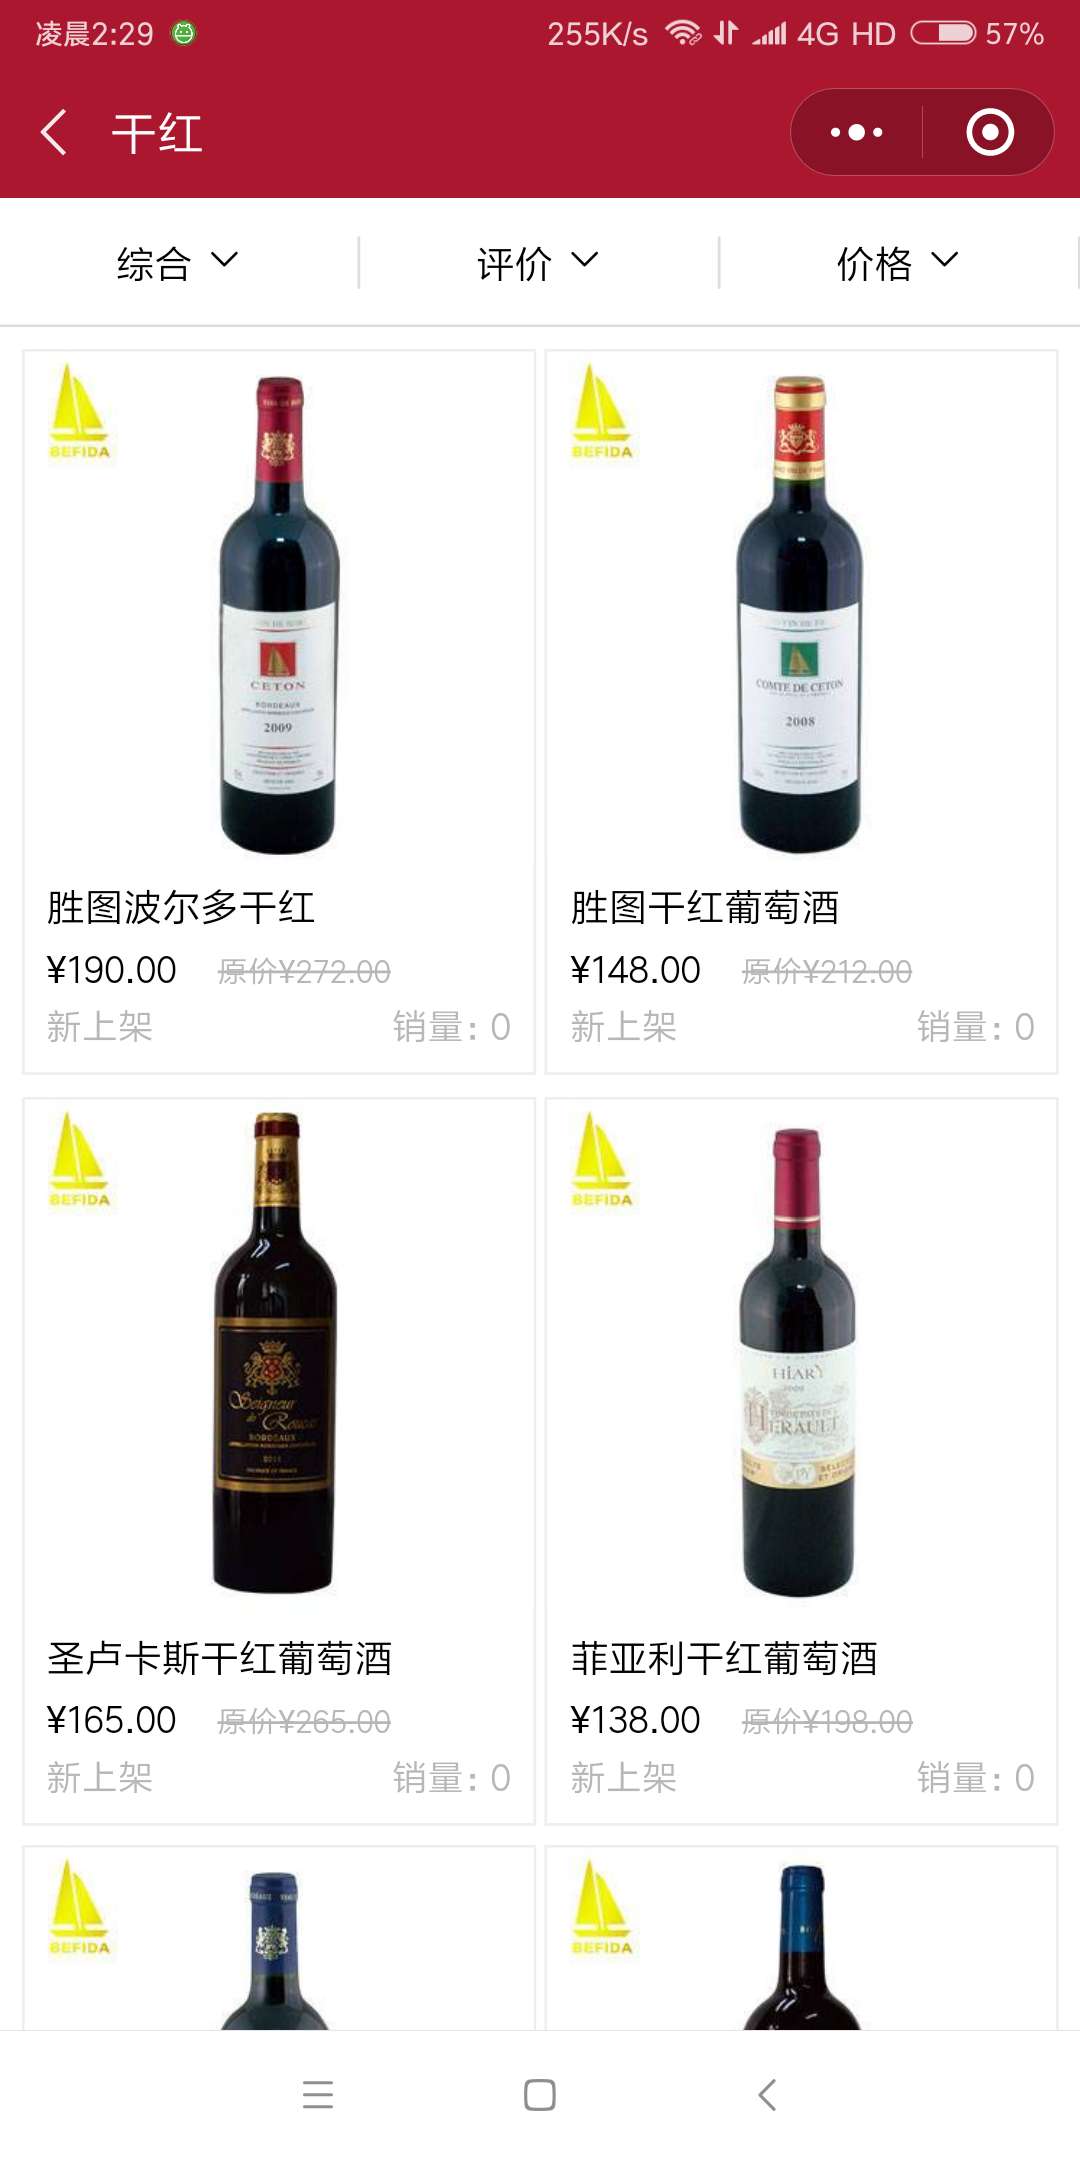 凌晨2:29 255K/s 4G HD 57%
干红
综合 评价 价格
BEFIDA
CETON
BORDEAUX
2009
BEFIDA
COMTE DE CETON
2008
胜图波尔多干红
¥190.00 原价¥272.00
新上架 销量: 0
胜图干红葡萄酒
¥148.00 原价¥212.00
新上架 销量: 0
BEFIDA
Seigneur
de
BORDEAUX
BEFIDA
HIARY
2009
HERAULT
PY
圣卢卡斯干红葡萄酒
¥165.00 原价¥265.00
新上架 销量: 0
菲亚利干红葡萄酒
¥138.00 原价¥198.00
新上架 销量: 0
BEFIDA
BEFIDA